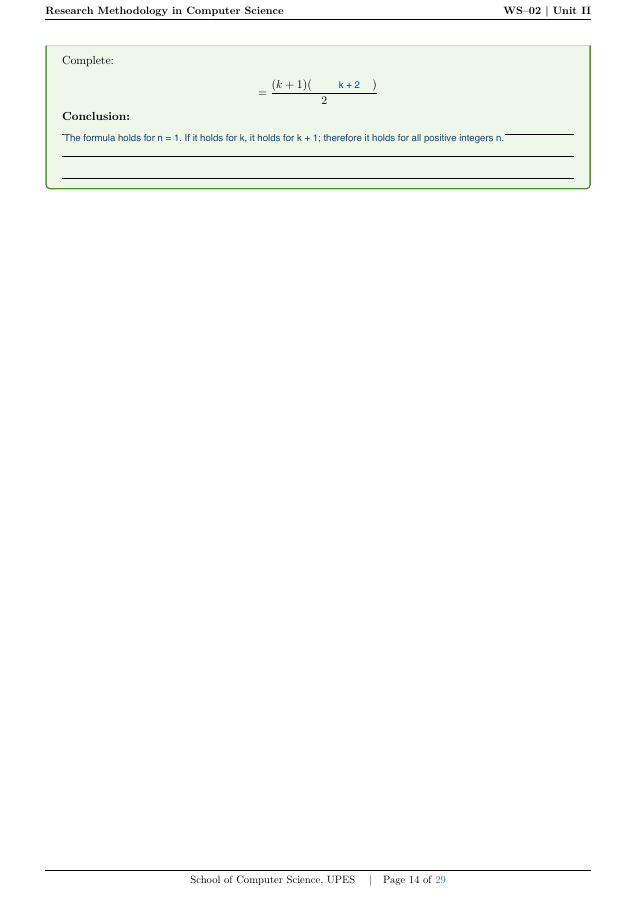 Research Methodology in Computer Science WS–02 | Unit II
Complete:
= (k + 1)( k + 2 ) / 2
Conclusion:
The formula holds for n = 1. If it holds for k, it holds for k + 1; therefore it holds for all positive integers n.
School of Computer Science, UPES | Page 14 of 29